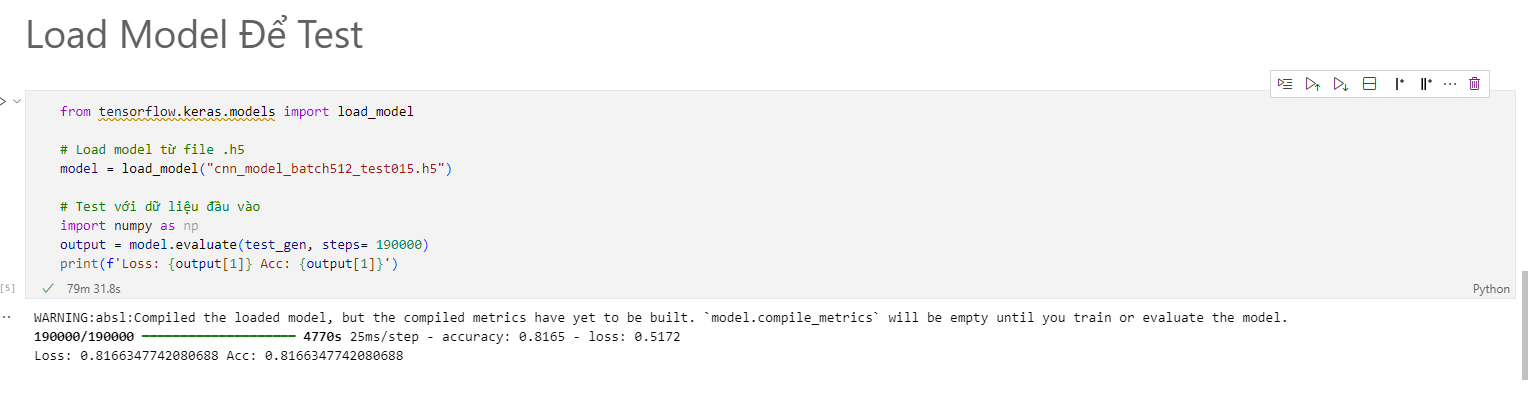 Load Model Để Test
from tensorflow.keras.models import load_model
# Load model từ file .h5
model = load_model("cnn_model_batch512_test015.h5")
# Test với dữ liệu đầu vào
import numpy as np
output = model.evaluate(test_gen, steps= 190000)
print(f'Loss: {output[1]} Acc: {output[1]}')
[5]
79m 31.8s
Python
WARNING:absl:Compiled the loaded model, but the compiled metrics have yet to be built. `model.compile_metrics` will be empty until you train or evaluate the model.
190000/190000 ━━━━━━━━━━━━━━━━━━━━ 4770s 25ms/step - accuracy: 0.8165 - loss: 0.5172
Loss: 0.8166347742080688 Acc: 0.8166347742080688